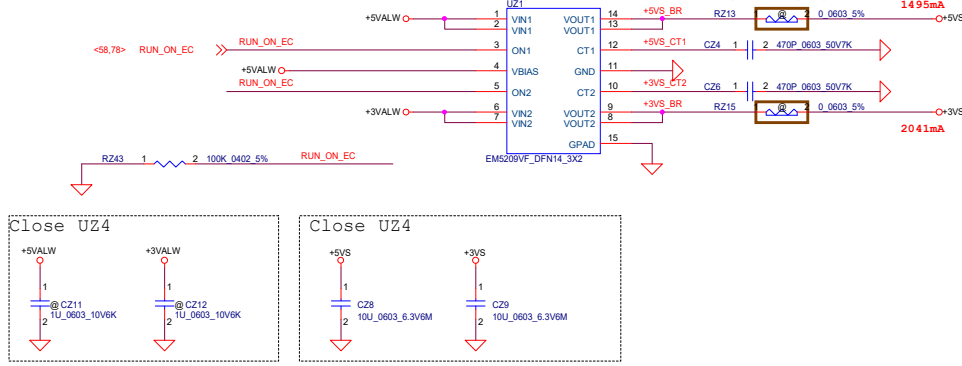 UZ1
1495mA
+5VALW 1 VIN1 VOUT1 14 +5VS_BR RZ13 1 @ 2 0_0603_5% +5VS
2 VIN1 VOUT1 13
<58,78> RUN_ON_EC RUN_ON_EC 3 ON1 CT1 12 +5VS_CT1 CZ4 1 2 470P_0603_50V7K
+5VALW 4 VBIAS GND 11
RUN_ON_EC 5 ON2 CT2 10 +3VS_CT2 CZ6 1 2 470P_0603_50V7K
+3VALW 6 VIN2 VOUT2 9 +3VS_BR RZ15 1 @ 2 0_0603_5% +3VS
7 VIN2 VOUT2 8
2041mA
GPAD 15
EM5209VF_DFN14_3X2
RZ43 1 2 100K_0402_5% RUN_ON_EC
Close UZ4
+5VALW +3VALW
1 1
@ CZ11 @ CZ12
1U_0603_10V6K 1U_0603_10V6K
2 2
Close UZ4
+5VS +3VS
1 1
CZ8 CZ9
10U_0603_6.3V6M 10U_0603_6.3V6M
2 2